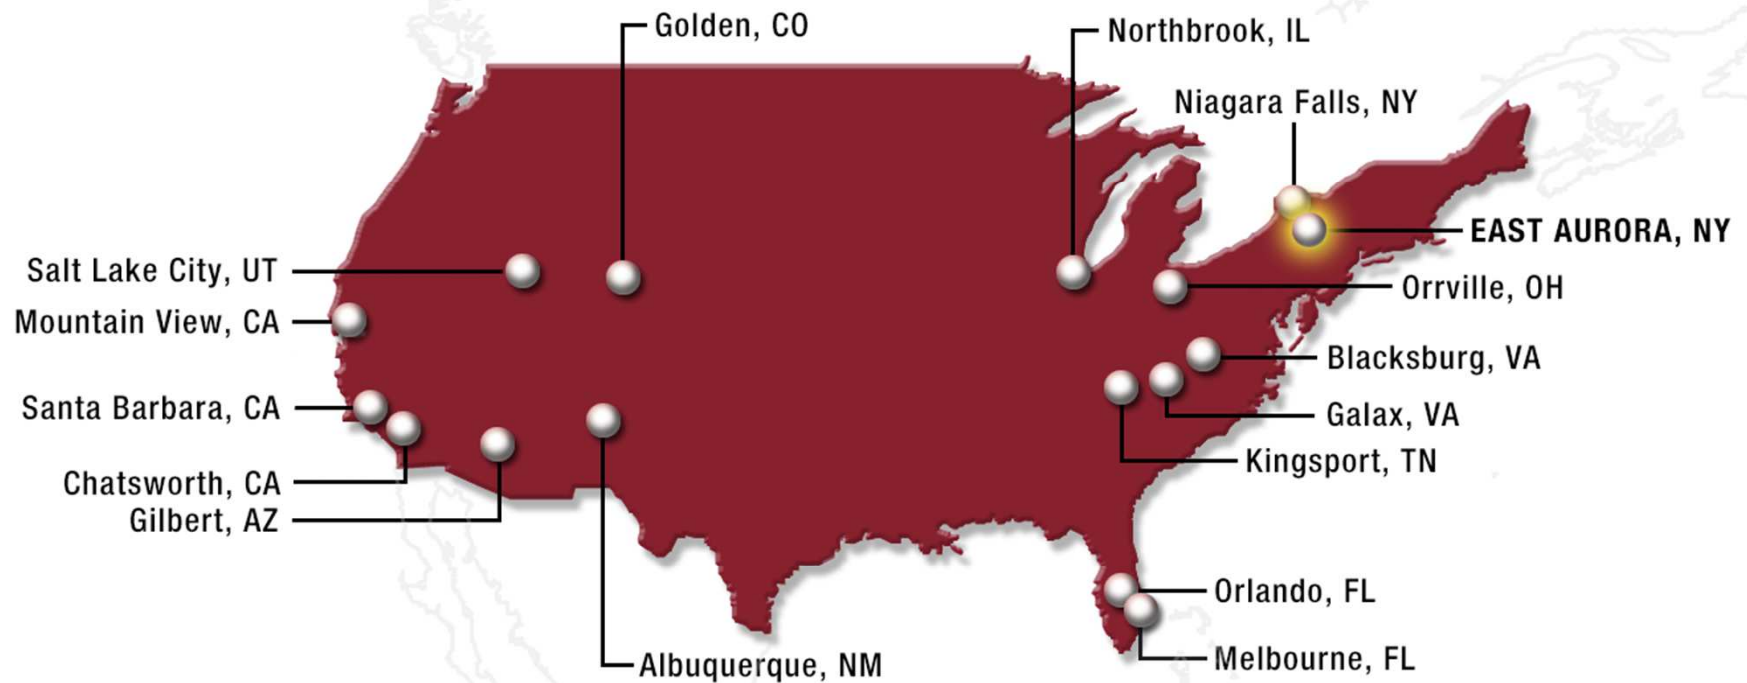 Golden, CO
Northbrook, IL
Niagara Falls, NY
EAST AURORA, NY
Salt Lake City, UT
Orrville, OH
Mountain View, CA
Blacksburg, VA
Santa Barbara, CA
Galax, VA
Kingsport, TN
Chatsworth, CA
Gilbert, AZ
Orlando, FL
Albuquerque, NM
Melbourne, FL